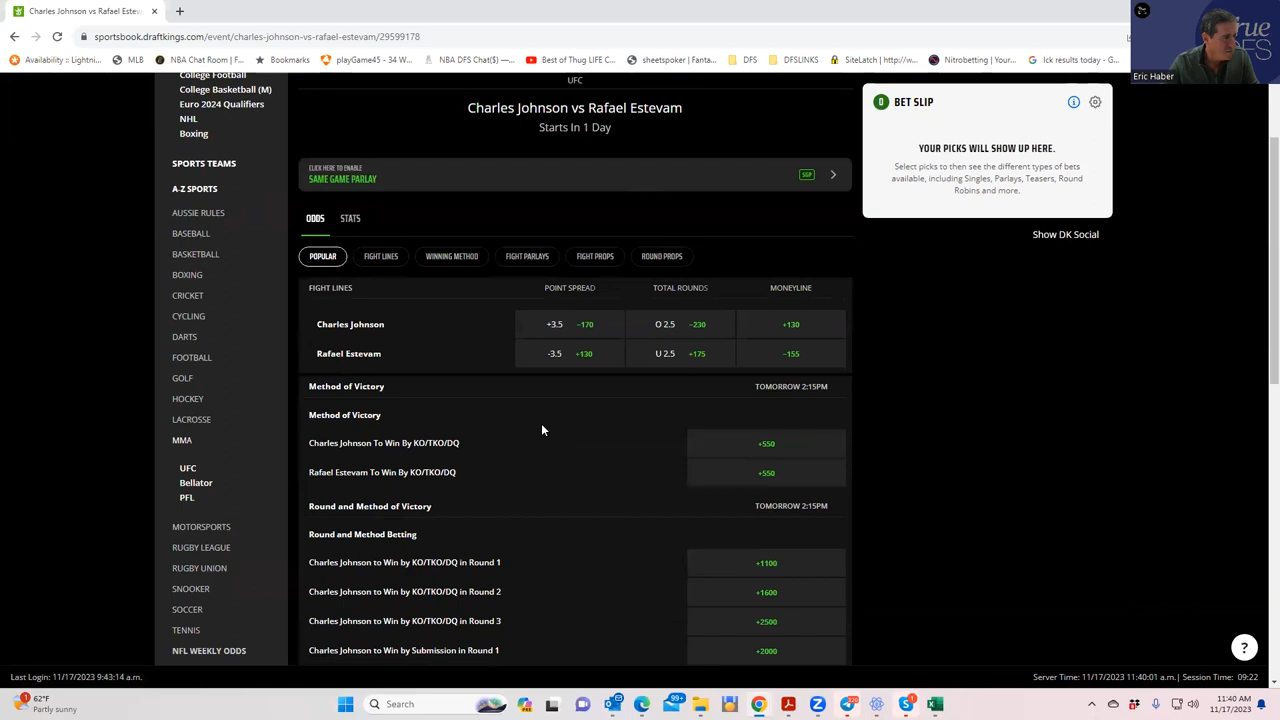 Charles Johnson vs Rafael Estev
sportsbook.draftkings.com/event/charles-johnson-vs-rafael-estevam/29599178
Availability :: Lightni...
MLB
NBA Chat Room | F...
Bookmarks
playGame45 - 34 W...
NBA DFS Chat($) —...
Best of Thug LIFE C...
sheetspoker | Fanta...
DFS
DFSLINKS
SiteLatch | http://w...
Nitrobetting | Your...
Ick results today - G...
true
DFS
Eric Haber
College Football
College Basketball (M)
Euro 2024 Qualifiers
NHL
Boxing
SPORTS TEAMS
A-Z SPORTS
AUSSIE RULES
BASEBALL
BASKETBALL
BOXING
CRICKET
CYCLING
DARTS
FOOTBALL
GOLF
HOCKEY
LACROSSE
MMA
UFC
Bellator
PFL
MOTORSPORTS
RUGBY LEAGUE
RUGBY UNION
SNOOKER
SOCCER
TENNIS
NFL WEEKLY ODDS
UFC
Charles Johnson vs Rafael Estevam
Starts In 1 Day
CLICK HERE TO ENABLE
SAME GAME PARLAY
SGP
ODDS STATS
POPULAR FIGHT LINES WINNING METHOD FIGHT PARLAYS FIGHT PROPS ROUND PROPS
FIGHT LINES POINT SPREAD TOTAL ROUNDS MONEYLINE
Charles Johnson +3.5 −170 O 2.5 −230 +130
Rafael Estevam -3.5 +130 U 2.5 +175 −155
Method of Victory TOMORROW 2:15PM
Method of Victory
Charles Johnson To Win By KO/TKO/DQ +550
Rafael Estevam To Win By KO/TKO/DQ +550
Round and Method of Victory TOMORROW 2:15PM
Round and Method Betting
Charles Johnson to Win by KO/TKO/DQ in Round 1 +1100
Charles Johnson to Win by KO/TKO/DQ in Round 2 +1600
Charles Johnson to Win by KO/TKO/DQ in Round 3 +2500
Charles Johnson to Win by Submission in Round 1 +2000
0 BET SLIP
YOUR PICKS WILL SHOW UP HERE.
Select picks to then see the different types of bets
available, including Singles, Parlays, Teasers, Round
Robins and more.
Show DK Social
?
Last Login: 11/17/2023 9:43:14 a.m.
Server Time: 11/17/2023 11:40:01 a.m.| Session Time: 09:22
62°F
Partly sunny
Search
99+
11:40 AM
11/17/2023